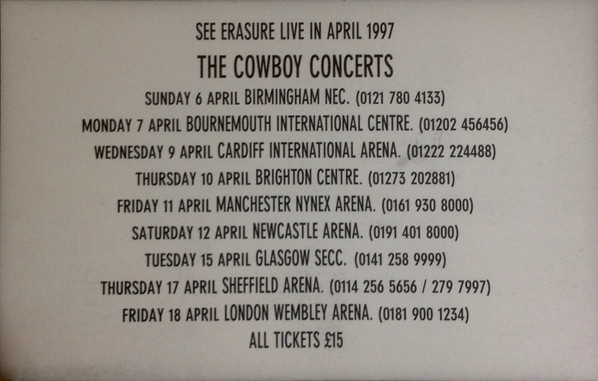 SEE ERASURE LIVE IN APRIL 1997
THE COWBOY CONCERTS
SUNDAY 6 APRIL BIRMINGHAM NEC. (0121 780 4133)
MONDAY 7 APRIL BOURNEMOUTH INTERNATIONAL CENTRE. (01202 456456)
WEDNESDAY 9 APRIL CARDIFF INTERNATIONAL ARENA. (01222 224488)
THURSDAY 10 APRIL BRIGHTON CENTRE. (01273 202881)
FRIDAY 11 APRIL MANCHESTER NYNEX ARENA. (0161 930 8000)
SATURDAY 12 APRIL NEWCASTLE ARENA. (0191 401 8000)
TUESDAY 15 APRIL GLASGOW SECC. (0141 258 9999)
THURSDAY 17 APRIL SHEFFIELD ARENA. (0114 256 5656 / 279 7997)
FRIDAY 18 APRIL LONDON WEMBLEY ARENA. (0181 900 1234)
ALL TICKETS £15